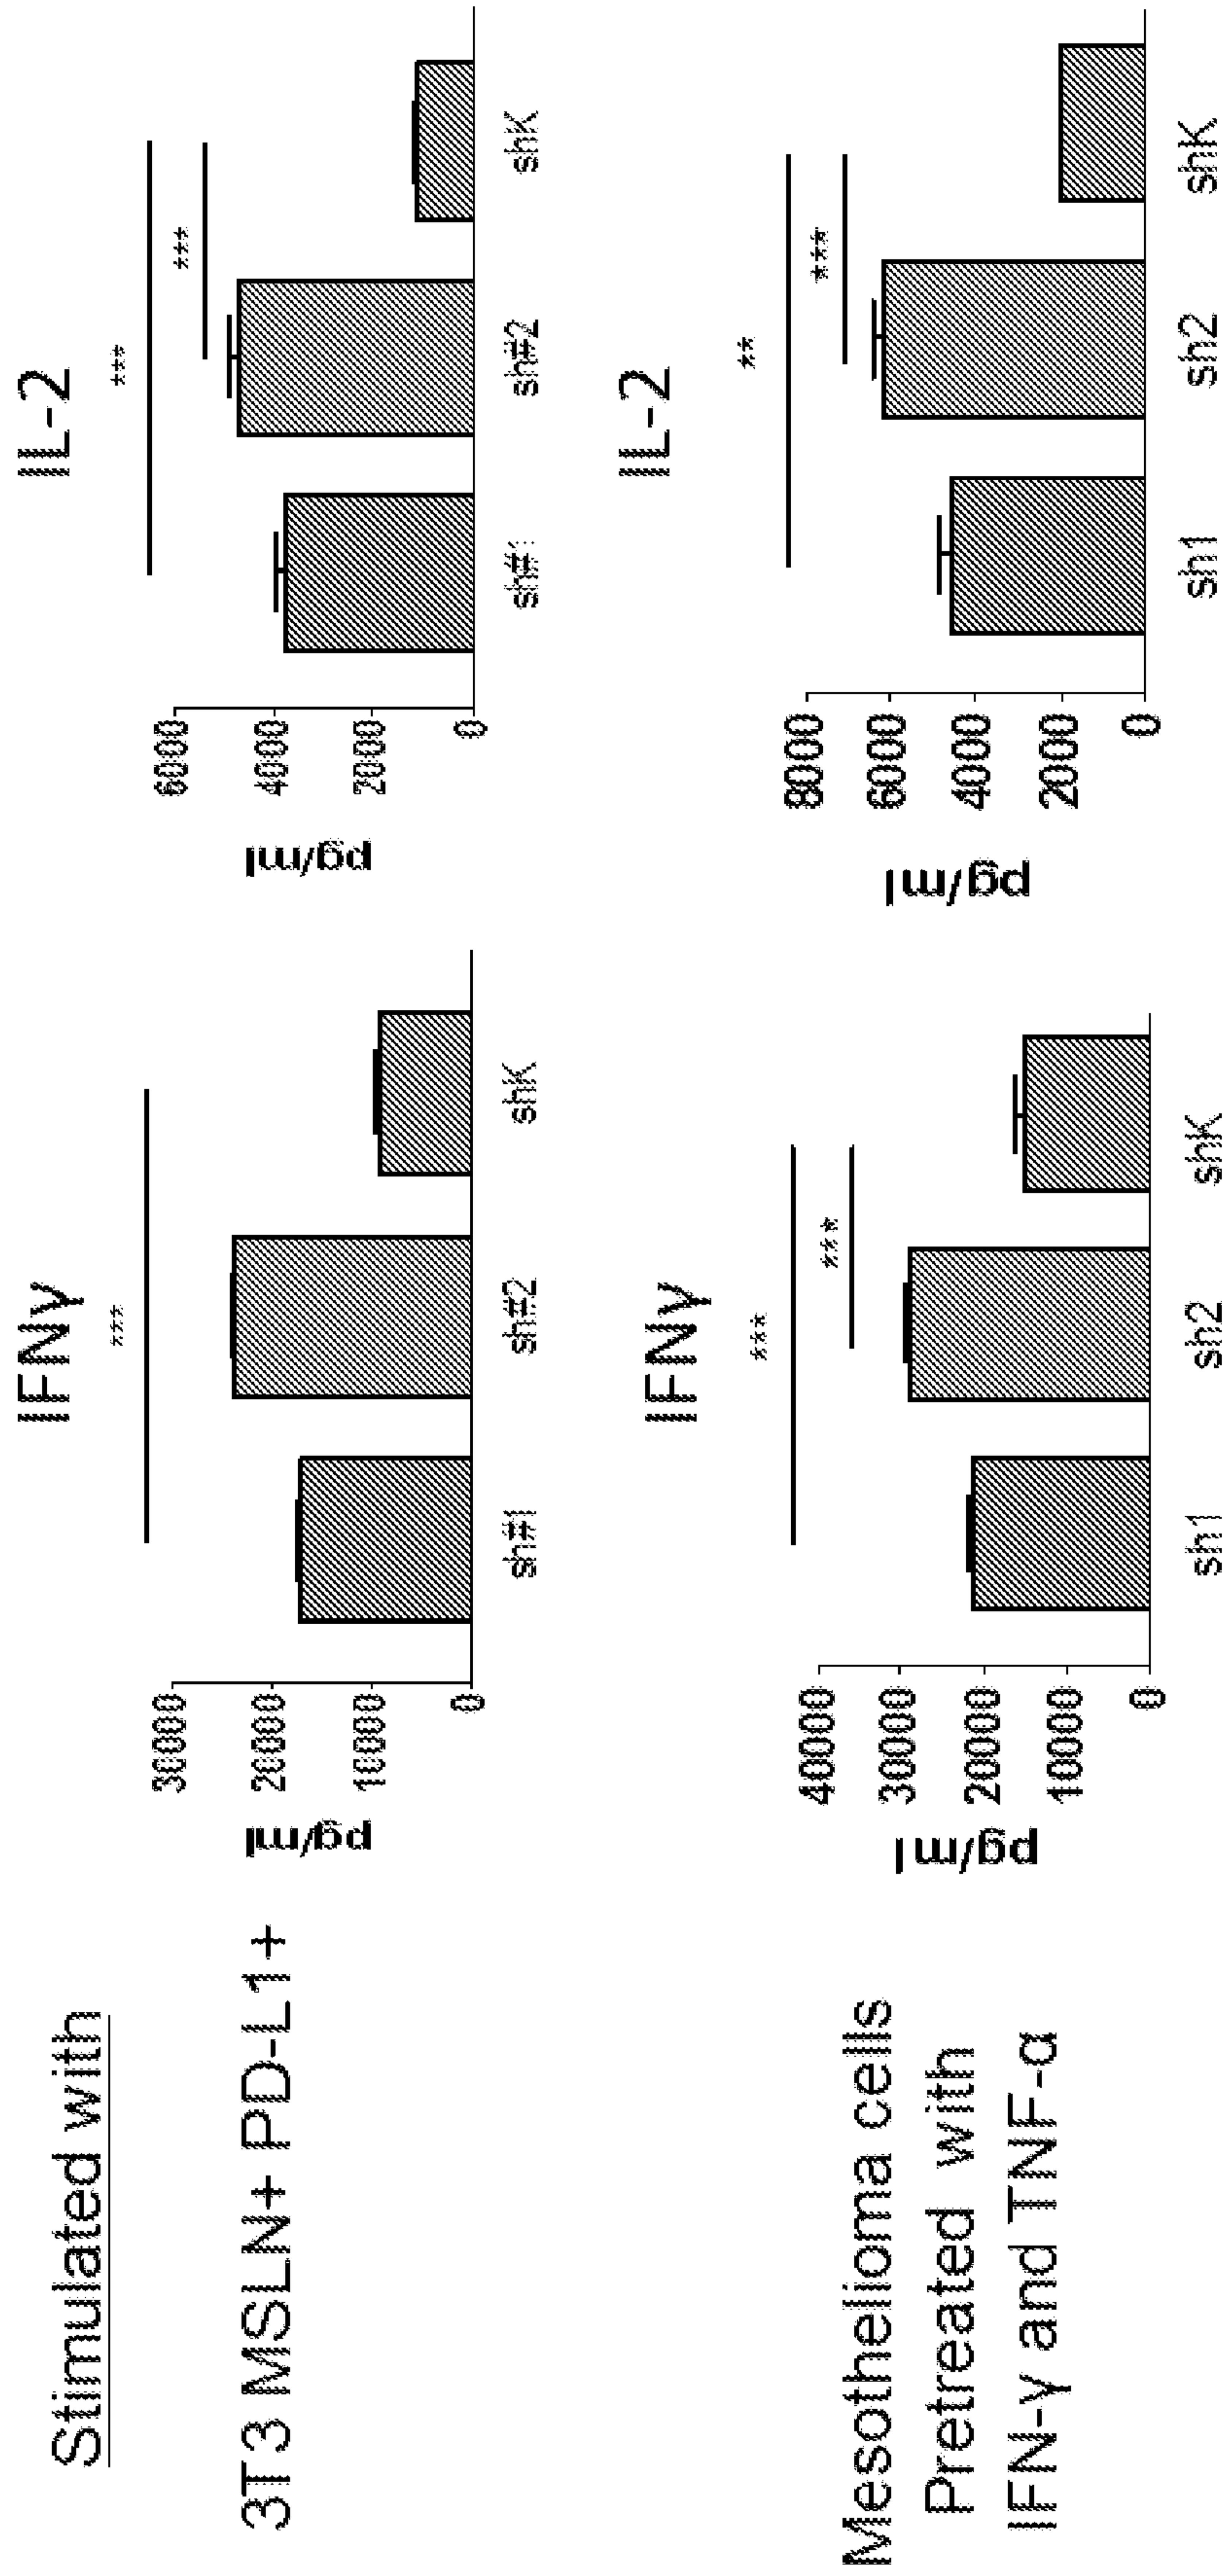 Stimulated with
3T3 MSLN+ PD-L1+
IFNγ
***
pg/ml
30000
20000
10000
0
sh#1 sh#2 shK
IL-2
***
***
pg/ml
6000
4000
2000
0
sh#1 sh#2 shK
Mesothelioma cells
Pretreated with
IFN-γ and TNF-α
IFNγ
***
***
pg/ml
40000
30000
20000
10000
0
sh1 sh2 shK
IL-2
**
***
pg/ml
8000
6000
4000
2000
0
sh1 sh2 shK